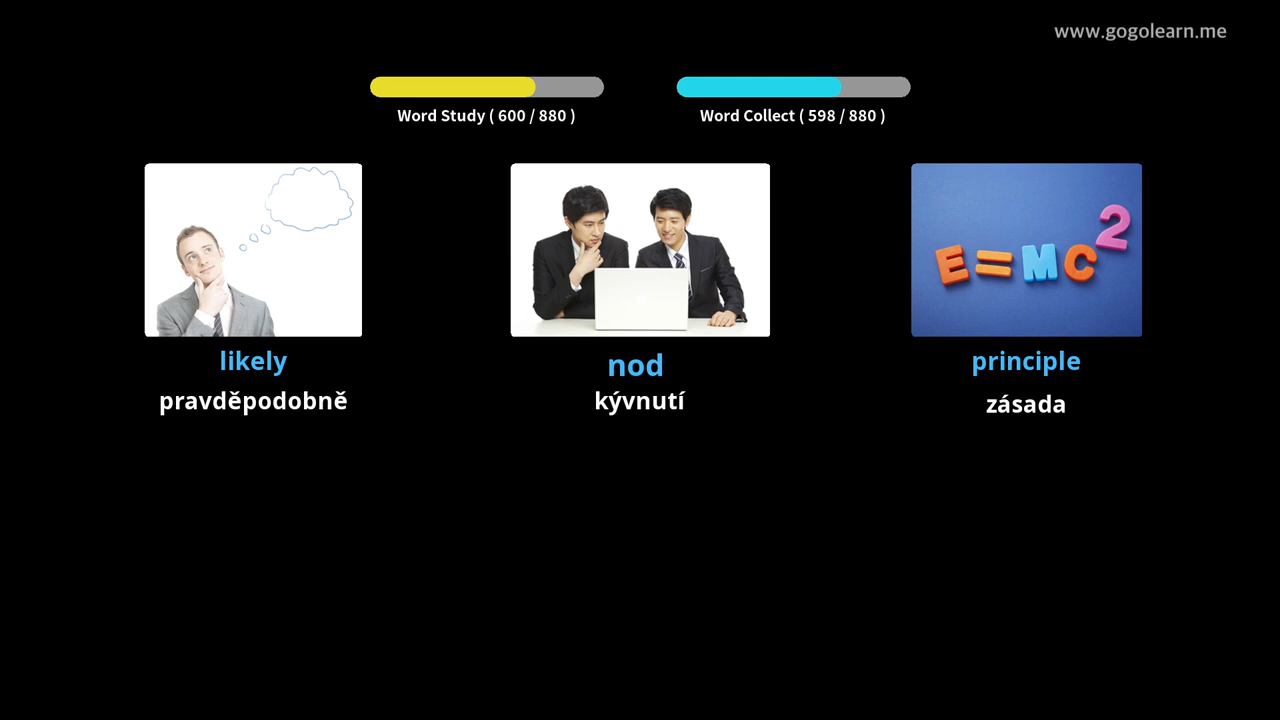 www.gogolearn.me
Word Study ( 600 / 880 )
Word Collect ( 598 / 880 )
E=MC2
likely
nod
principle
pravděpodobně
kývnutí
zásada